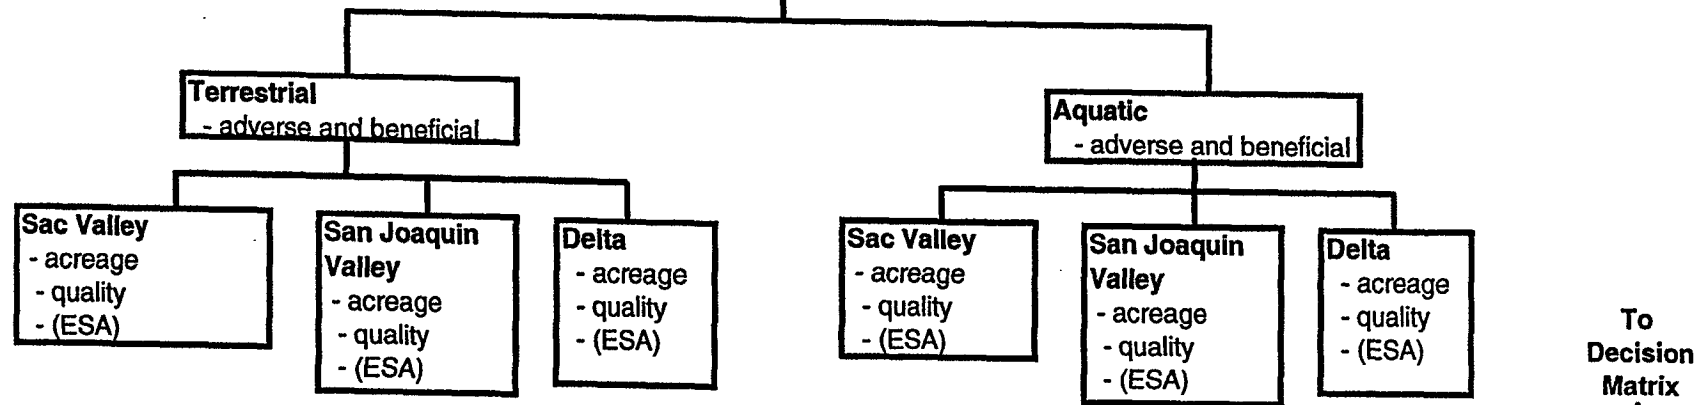 Terrestrial
- adverse and beneficial
Aquatic
- adverse and beneficial
Sac Valley
- acreage
- quality
- (ESA)
San Joaquin
Valley
- acreage
- quality
- (ESA)
Delta
- acreage
- quality
- (ESA)
Sac Valley
- acreage
- quality
- (ESA)
San Joaquin
Valley
- acreage
- quality
- (ESA)
Delta
- acreage
- quality
- (ESA)
To
Decision
Matrix